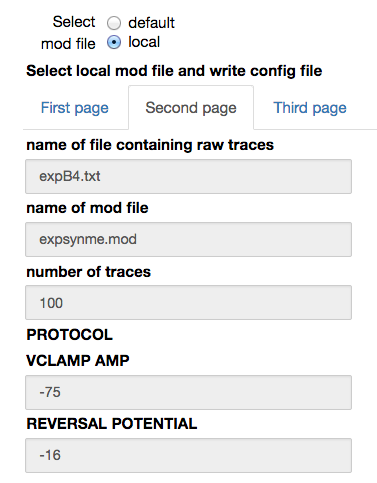 Select default
mod file local
Select local mod file and write config file
First page Second page Third page
name of file containing raw traces
expB4.txt
name of mod file
expsynme.mod
number of traces
100
PROTOCOL
VCLAMP AMP
-75
REVERSAL POTENTIAL
-16